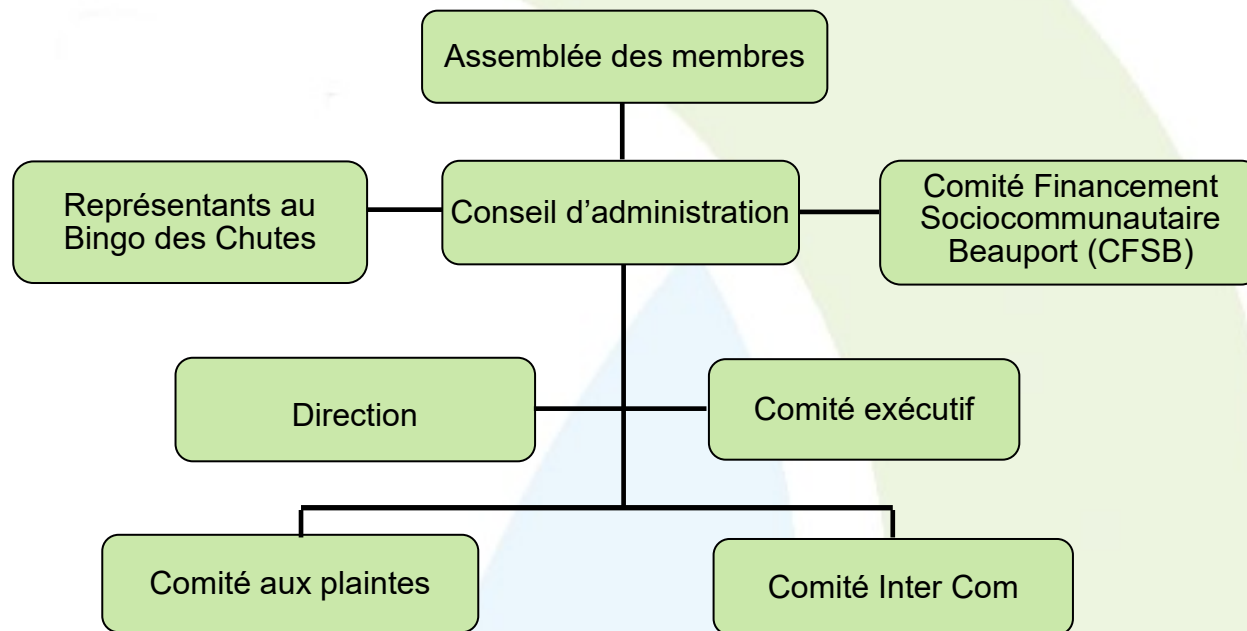 Assemblée des membres
Représentants au
Bingo des Chutes
Conseil d’administration
Comité Financement
Sociocommunautaire
Beauport (CFSB)
Direction
Comité exécutif
Comité aux plaintes
Comité Inter Com